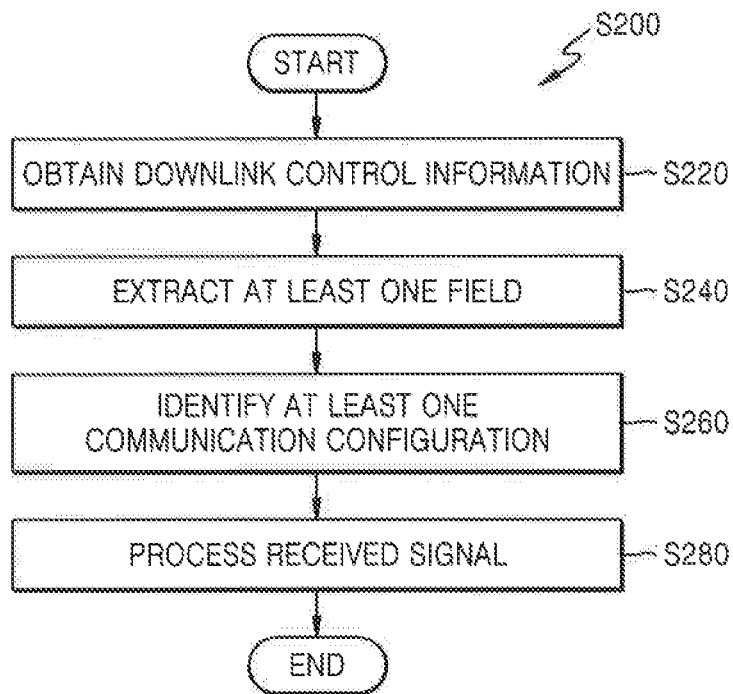 S200
START
OBTAIN DOWNLINK CONTROL INFORMATION
S220
EXTRACT AT LEAST ONE FIELD
S240
IDENTIFY AT LEAST ONE
COMMUNICATION CONFIGURATION
S260
PROCESS RECEIVED SIGNAL
S280
END